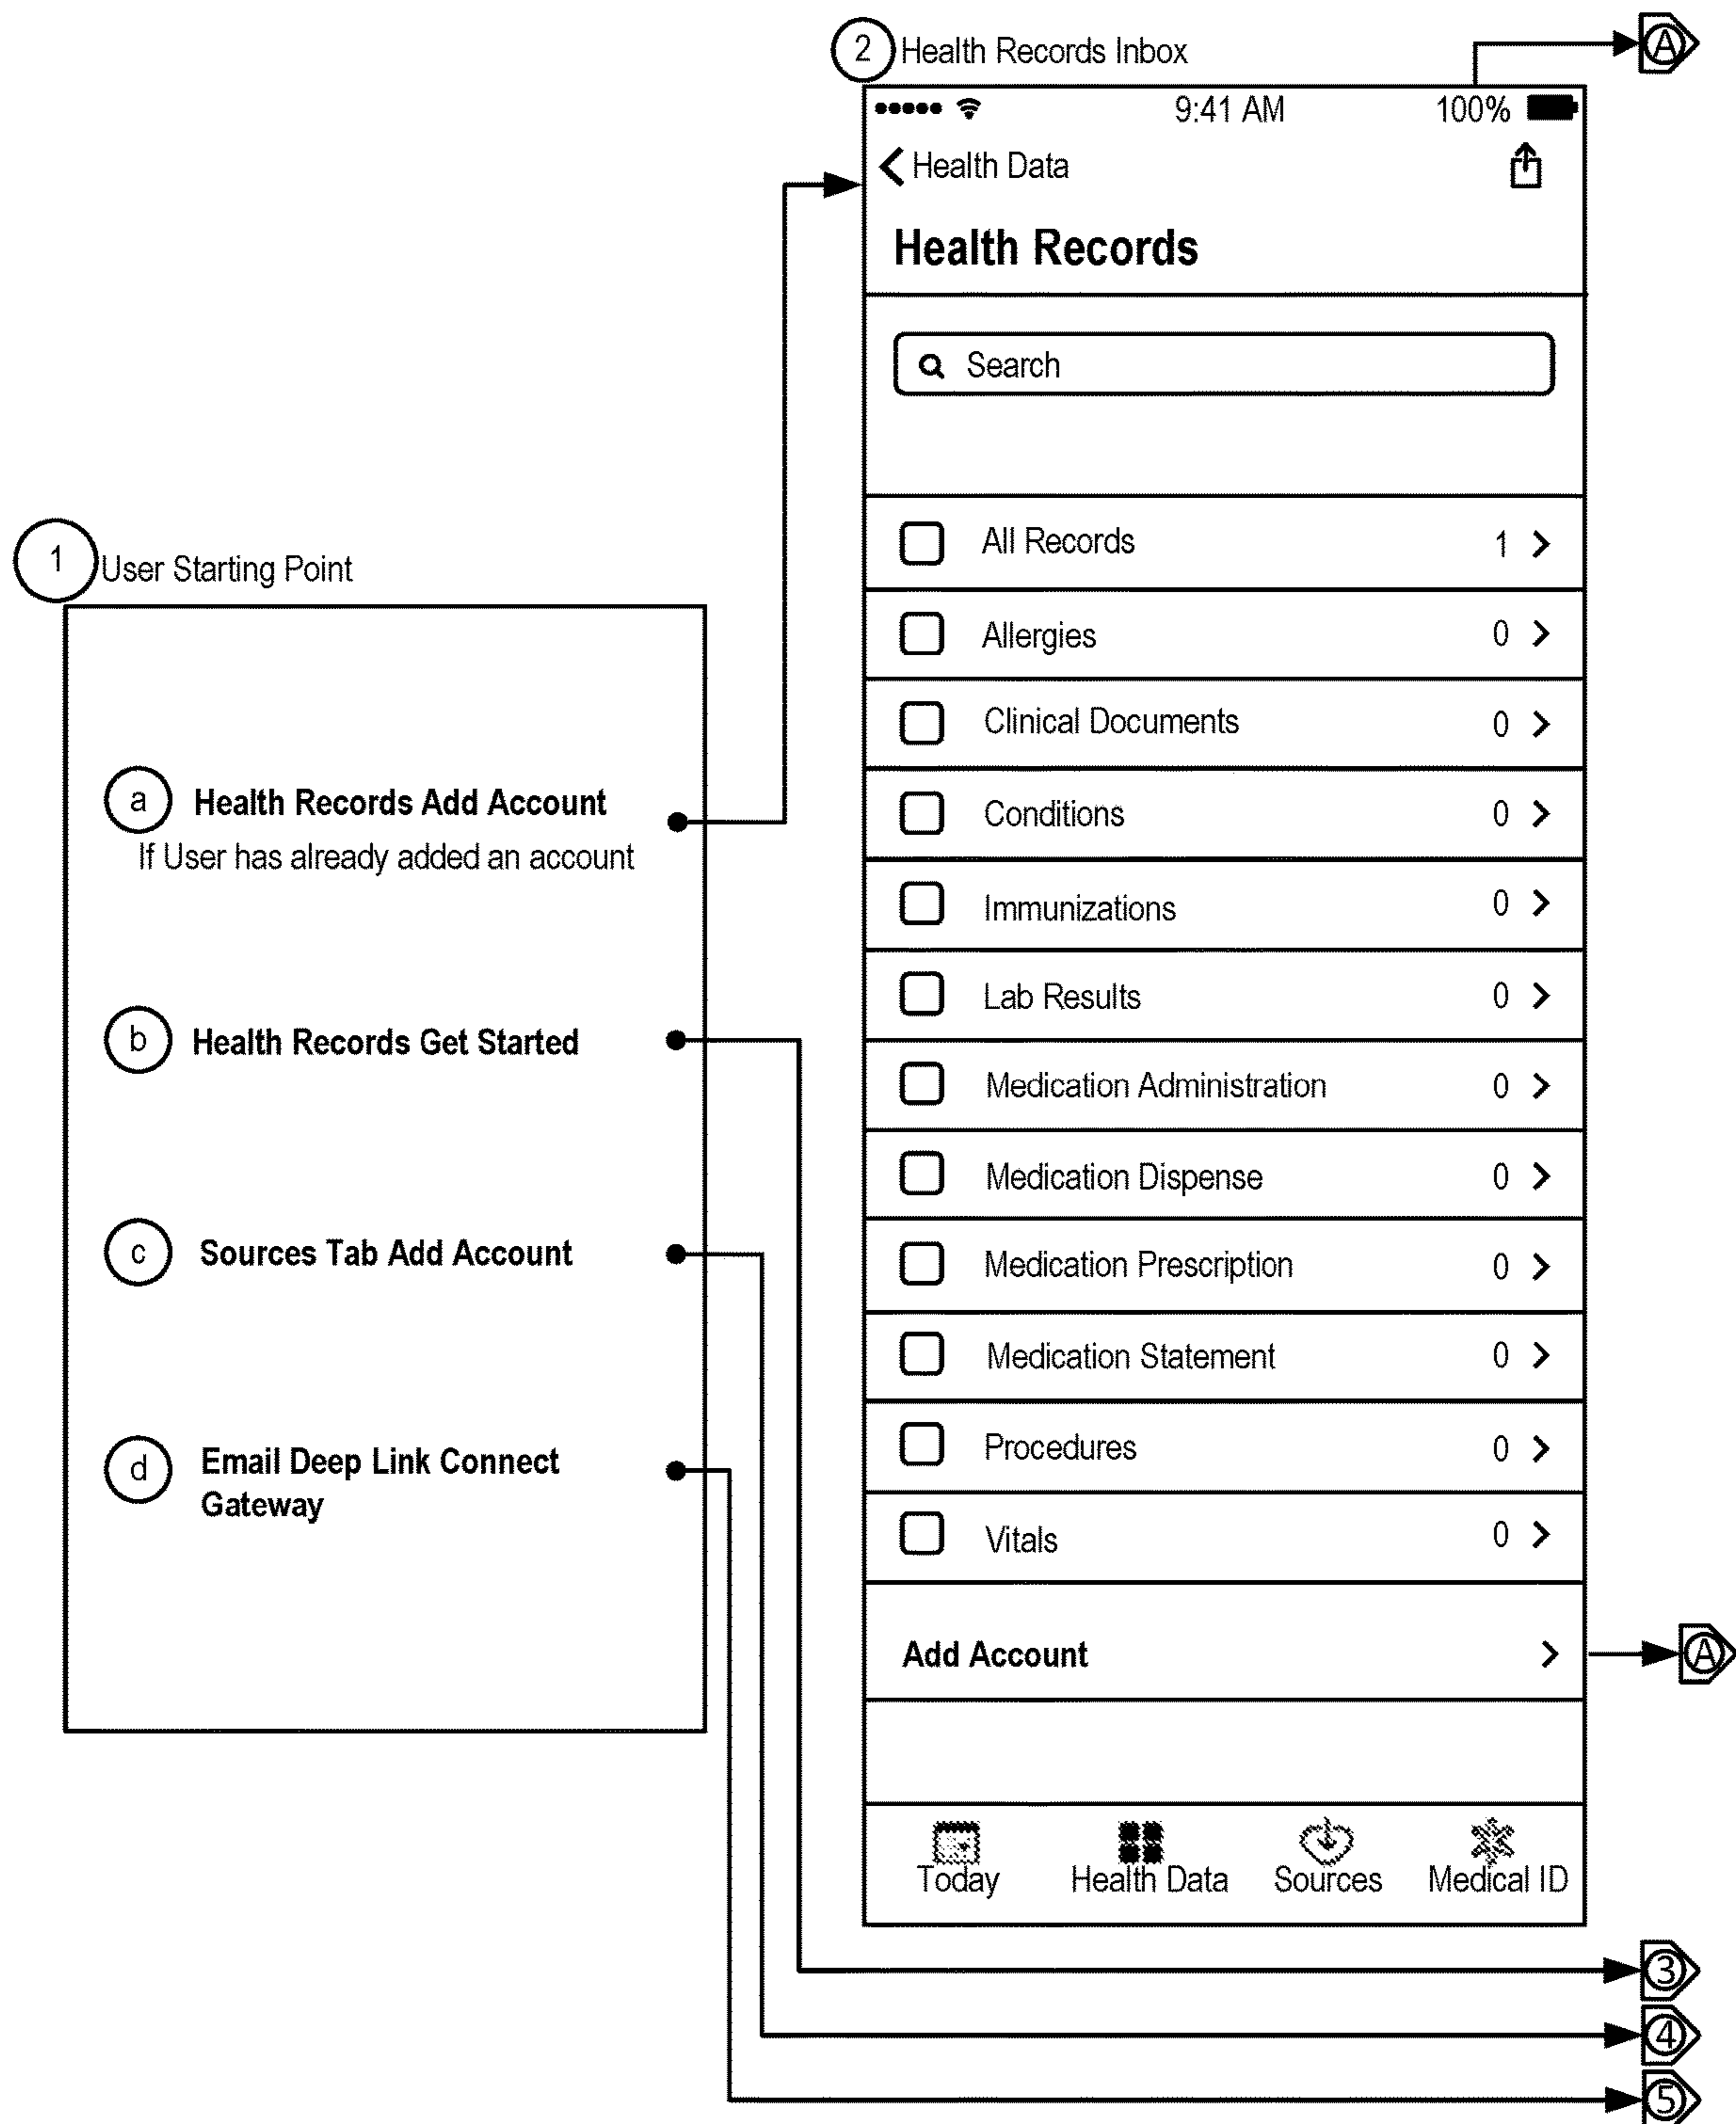 2 Health Records Inbox
A
9:41 AM 100%
Health Data
Health Records
Search
All Records 1
Allergies 0
Clinical Documents 0
Conditions 0
Immunizations 0
Lab Results 0
Medication Administration 0
Medication Dispense 0
Medication Prescription 0
Medication Statement 0
Procedures 0
Vitals 0
Add Account
A
Today Health Data Sources Medical ID
1 User Starting Point
a Health Records Add Account
If User has already added an account
b Health Records Get Started
c Sources Tab Add Account
d Email Deep Link Connect
Gateway
3
4
5